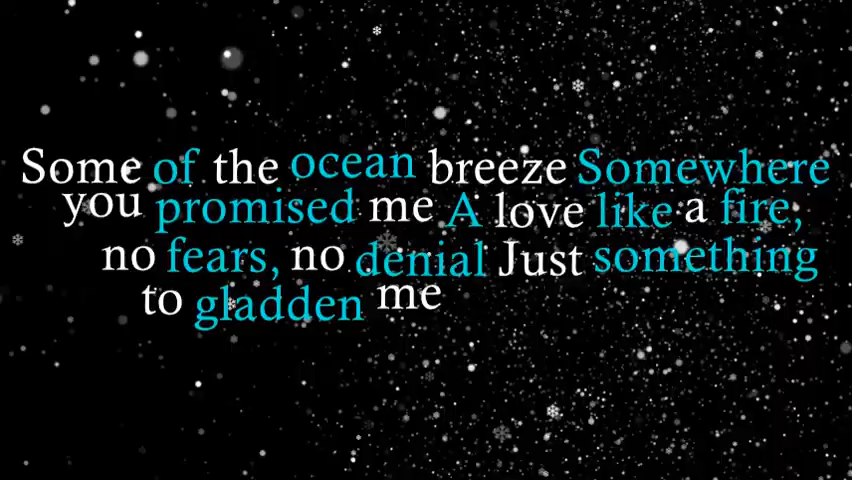 Some of the ocean breeze Somewhere
you promised me A love like a fire,
no fears, no denial Just something
to gladden me